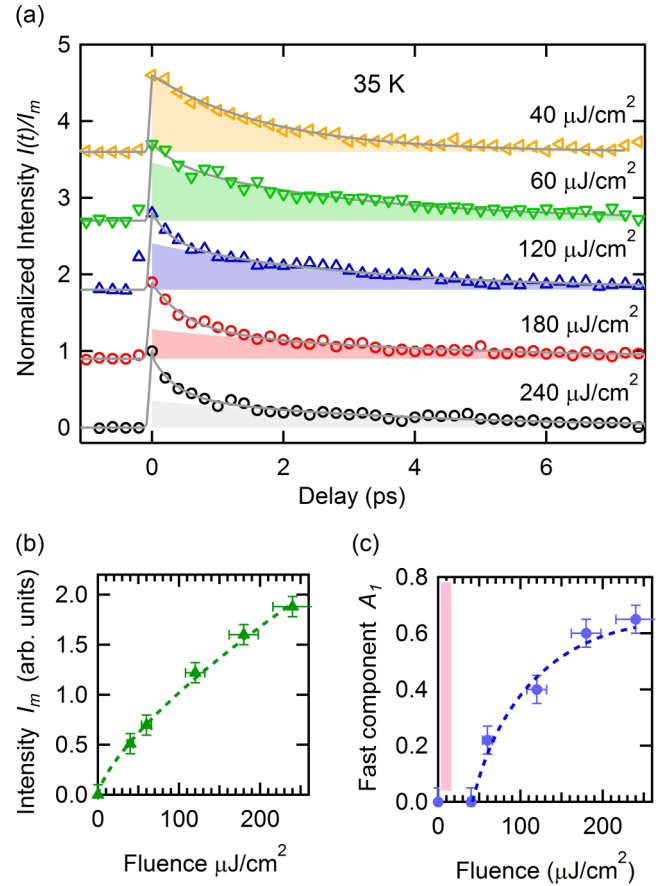 (a)
5
4
3
2
1
0
Normalized Intensity I(t)/Im
35 K
40 μJ/cm²
60 μJ/cm²
120 μJ/cm²
180 μJ/cm²
240 μJ/cm²
0 2 4 6
Delay (ps)
(b)
2.0
1.5
1.0
0.5
0.0
Intensity Im (arb. units)
0 100 200
Fluence μJ/cm²
(c)
0.8
0.6
0.4
0.2
0.0
Fast component A1
0 100 200
Fluence (μJ/cm²)